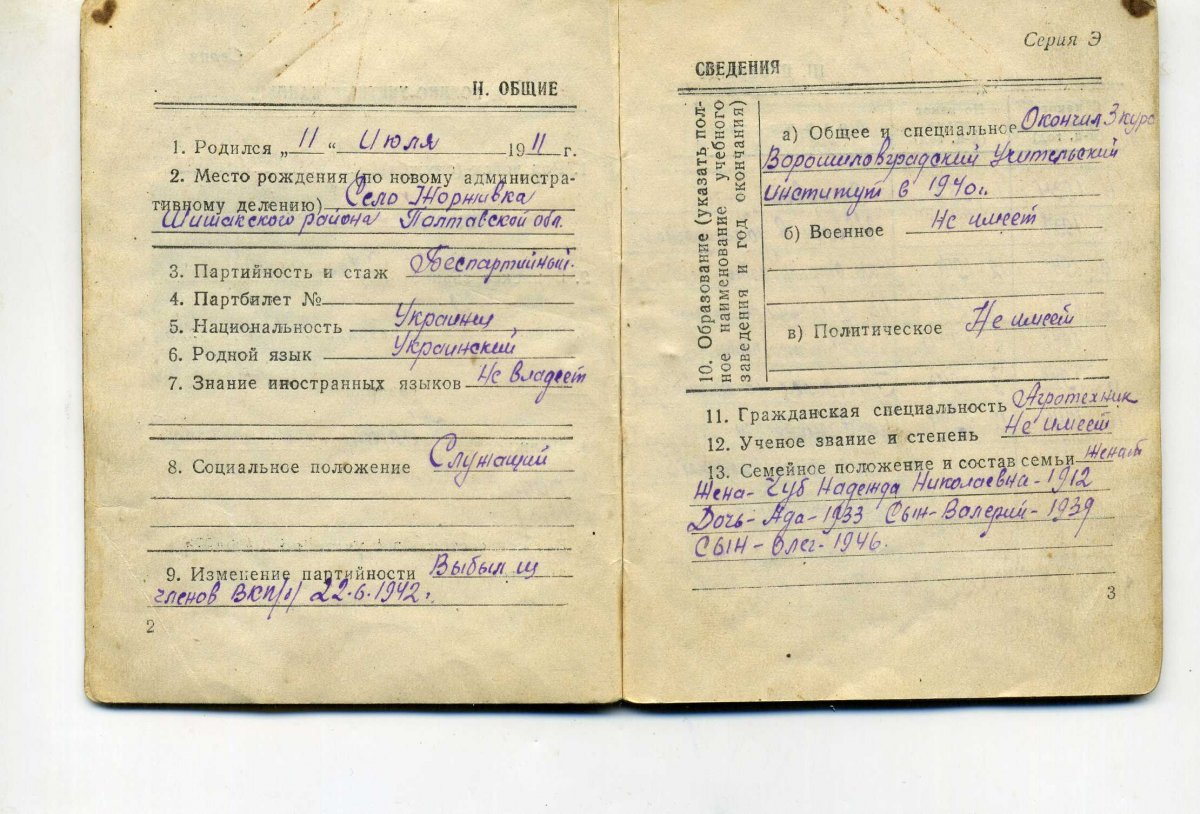 II. ОБЩИЕ
1. Родился „11“ Июля 1911 г.
2. Место рождения (по новому администра-
тивному делению) Село Жорживка
Шишакского района Полтавской обл.
3. Партийность и стаж Беспартийный.
4. Партбилет №
5. Национальность Украинец
6. Родной язык Украинский
7. Знание иностранных языков Не владеет
8. Социальное положение Служащий
9. Изменение партийности Выбыл из
членов ВКП/б/ 22.6.1942 г.
2
Серия Э
СВЕДЕНИЯ
10. Образование (указать пол-
ное наименование учебного
заведения и год окончания)
а) Общее и специальное Окончил 3 курс
Ворошиловградский Учительский
институт в 1940 г.
б) Военное Не имеет
в) Политическое Не имеет
11. Гражданская специальность Агротехник
12. Ученое звание и степень Не имеет
13. Семейное положение и состав семьи Женат
Жена - Чуб Надежда Николаевна - 1912
Дочь - Ада - 1933 Сын - Валерий - 1939
Сын - Олег - 1946.
3